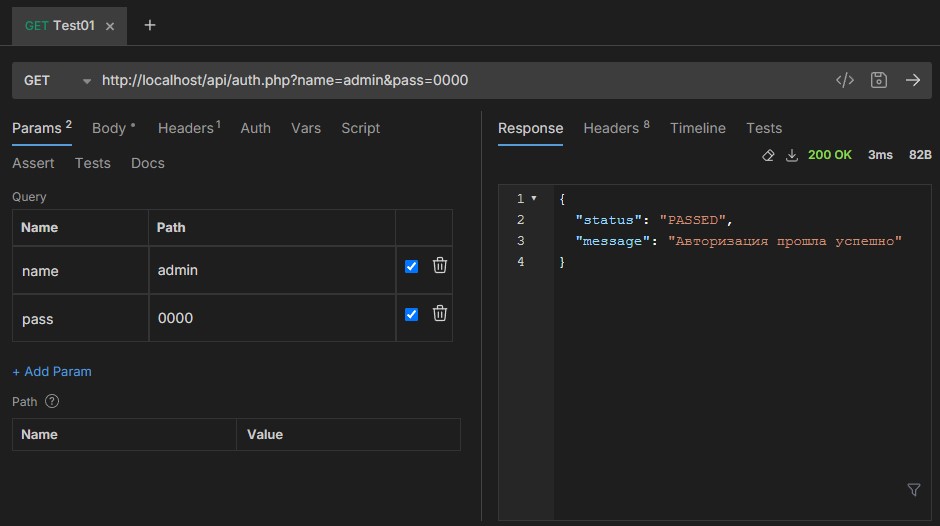 GET Test01 ×
+
GET http://localhost/api/auth.php?name=admin&pass=0000
Params 2 Body • Headers 1 Auth Vars Script
Assert Tests Docs
Query
Name Path
name admin
pass 0000
+ Add Param
Path ?
Name Value
Response Headers 8 Timeline Tests
200 OK 3ms 82B
1 {
2 "status": "PASSED",
3 "message": "Авторизация прошла успешно"
4 }